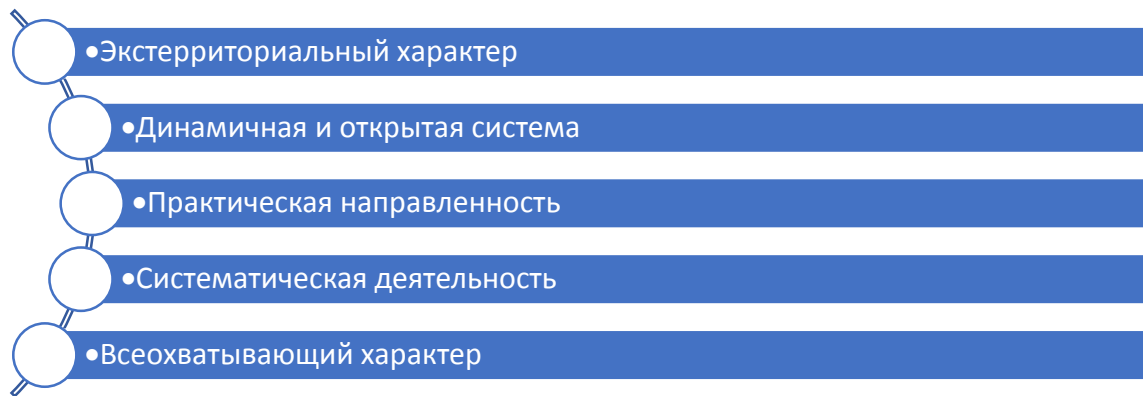 •Экстерриториальный характер
•Динамичная и открытая система
•Практическая направленность
•Систематическая деятельность
•Всеохватывающий характер